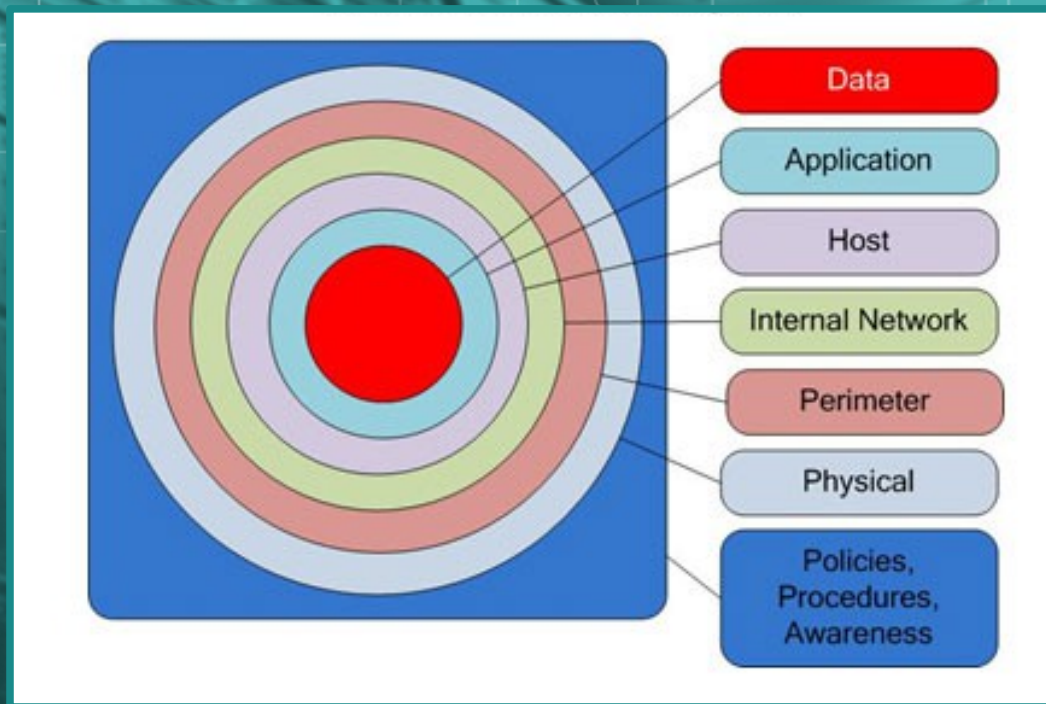 Data
Application
Host
Internal Network
Perimeter
Physical
Policies,
Procedures,
Awareness